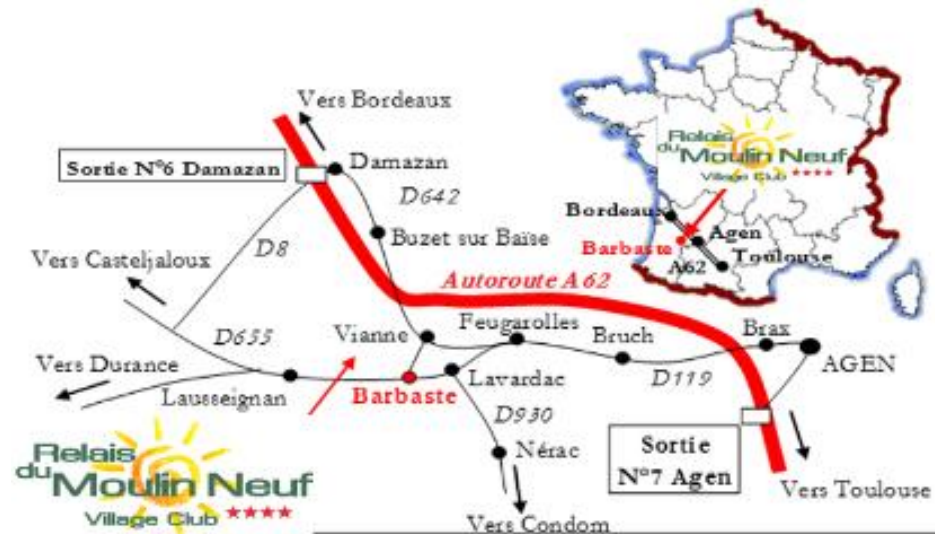 Vers Bordeaux
Sortie N°6 Damazan
Damazan
D642
Buzet sur Baïse
D8
Vers Casteljaloux
Autoroute A62
D655
Vianne
Feugarolles
Bruch
Brax
AGEN
Vers Durance
Lausseignan
Barbaste
Lavardac
D119
D930
Nérac
Sortie
N°7 Agen
Vers Toulouse
Vers Condom
Relais
du Moulin Neuf
Village Club ★★★★
Relais
du Moulin Neuf
Village Club ★★★★
Bordeaux
Agen
Barbaste
Toulouse
A62